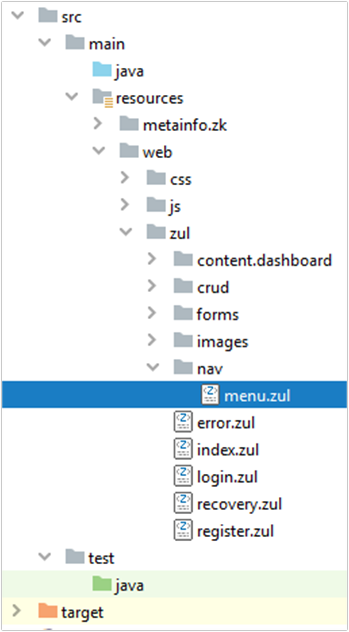 src
main
java
resources
metainfo.zk
web
css
js
zul
content.dashboard
crud
forms
images
nav
menu.zul
error.zul
index.zul
login.zul
recovery.zul
register.zul
test
java
target